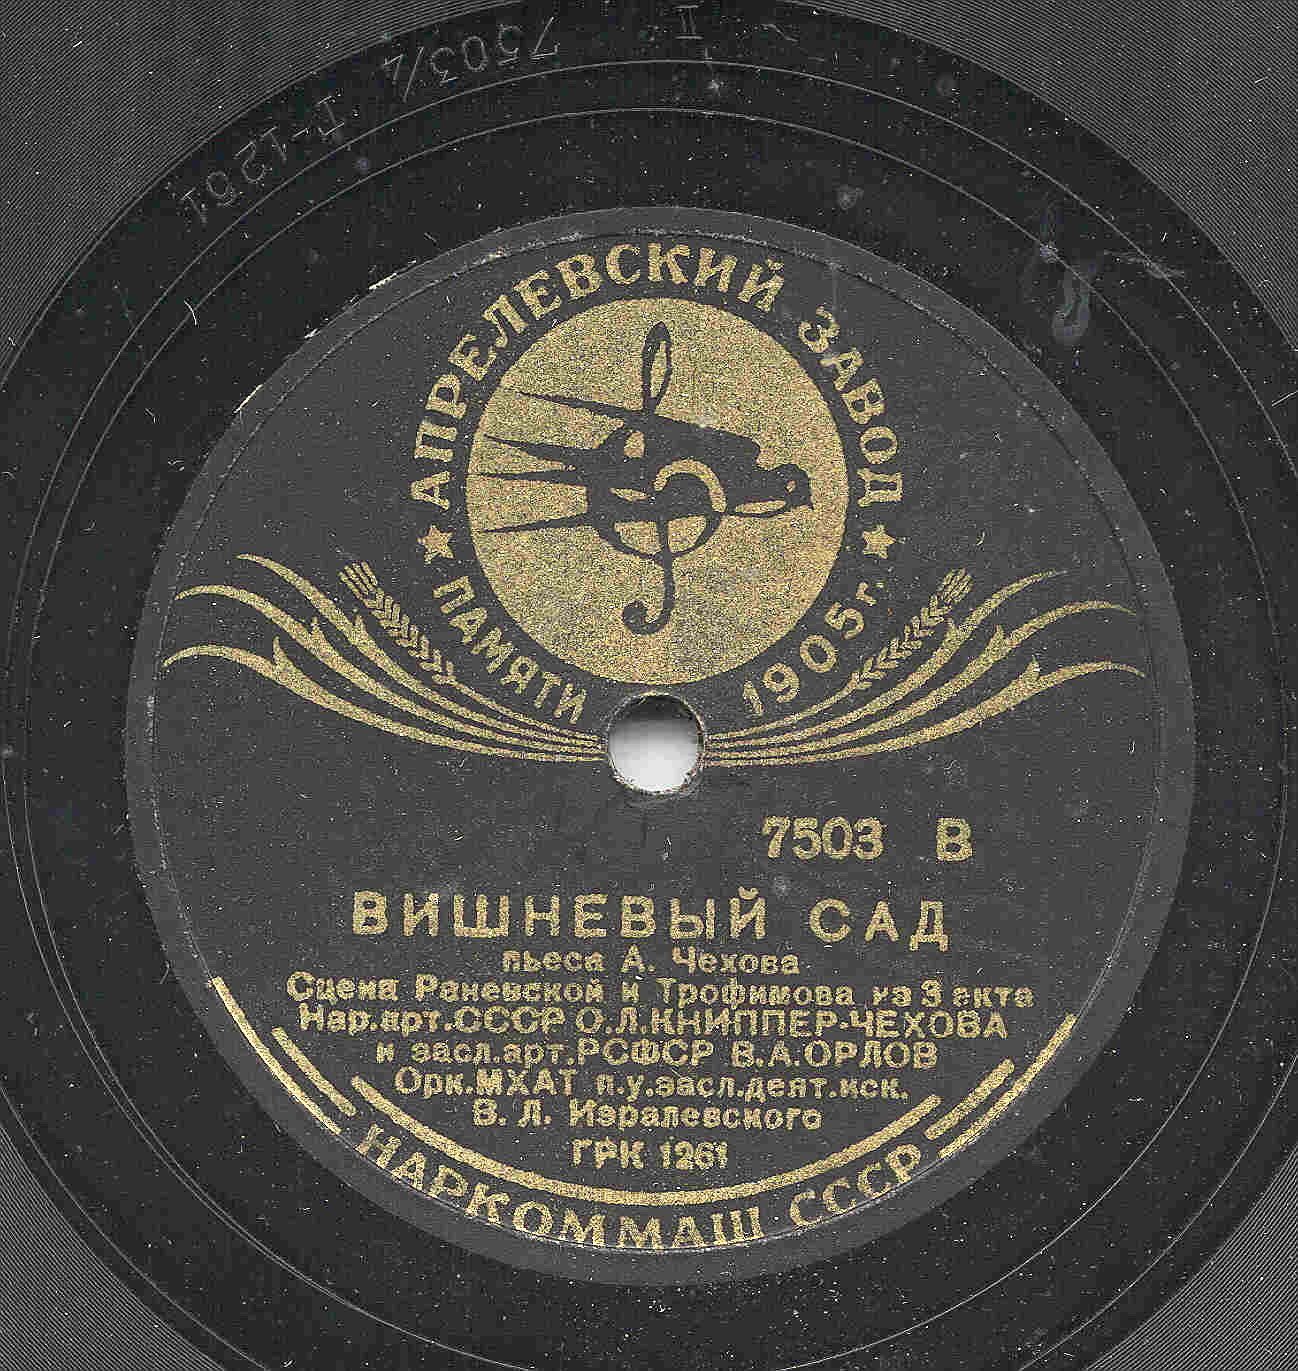 7503/4 II
Г-1261
АПРЕЛЕВСКИЙ ЗАВОД
ПАМЯТИ 1905 г.
7503 В
ВИШНЕВЫЙ САД
пьеса А. Чехова
Сцена Раневской и Трофимова из 3 акта
Нар.арт.СССР О.Л.КНИППЕР-ЧЕХОВА
и засл.арт.РСФСР В.А.ОРЛОВ
Орк.МХАТ п.у.засл.деят.иск.
В. Л. Изралевского
ГРК 1261
НАРКОММАШ СССР